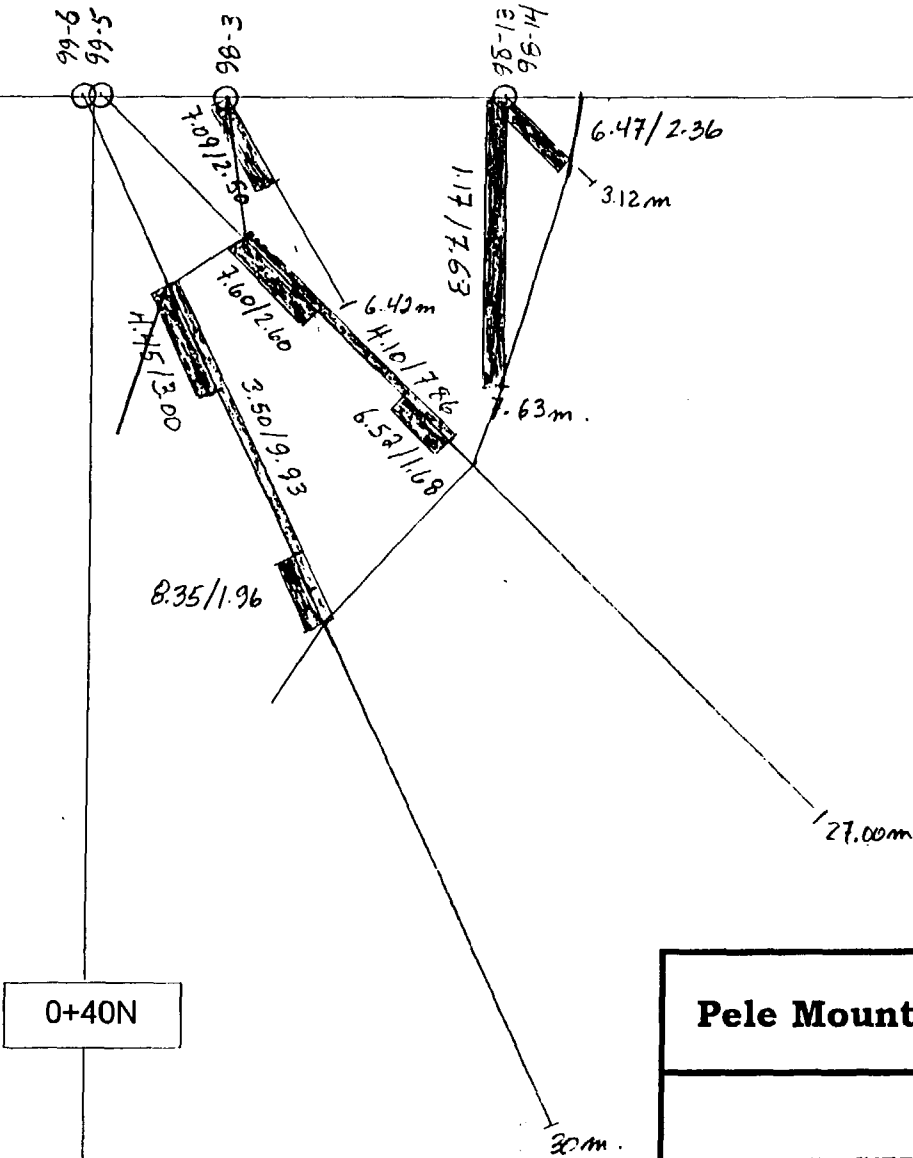 99-6
99-5
98-3
98-13
98-14
7.09/2.50
6.47/2.36
3.12m
1.17/7.63
7.60/2.60
6.42m
4.10/7.86
4.45/3.00
3.50/9.93
6.52/1.68
7.63m.
8.35/1.96
27.00m
0+40N
Pele Mount
30m.